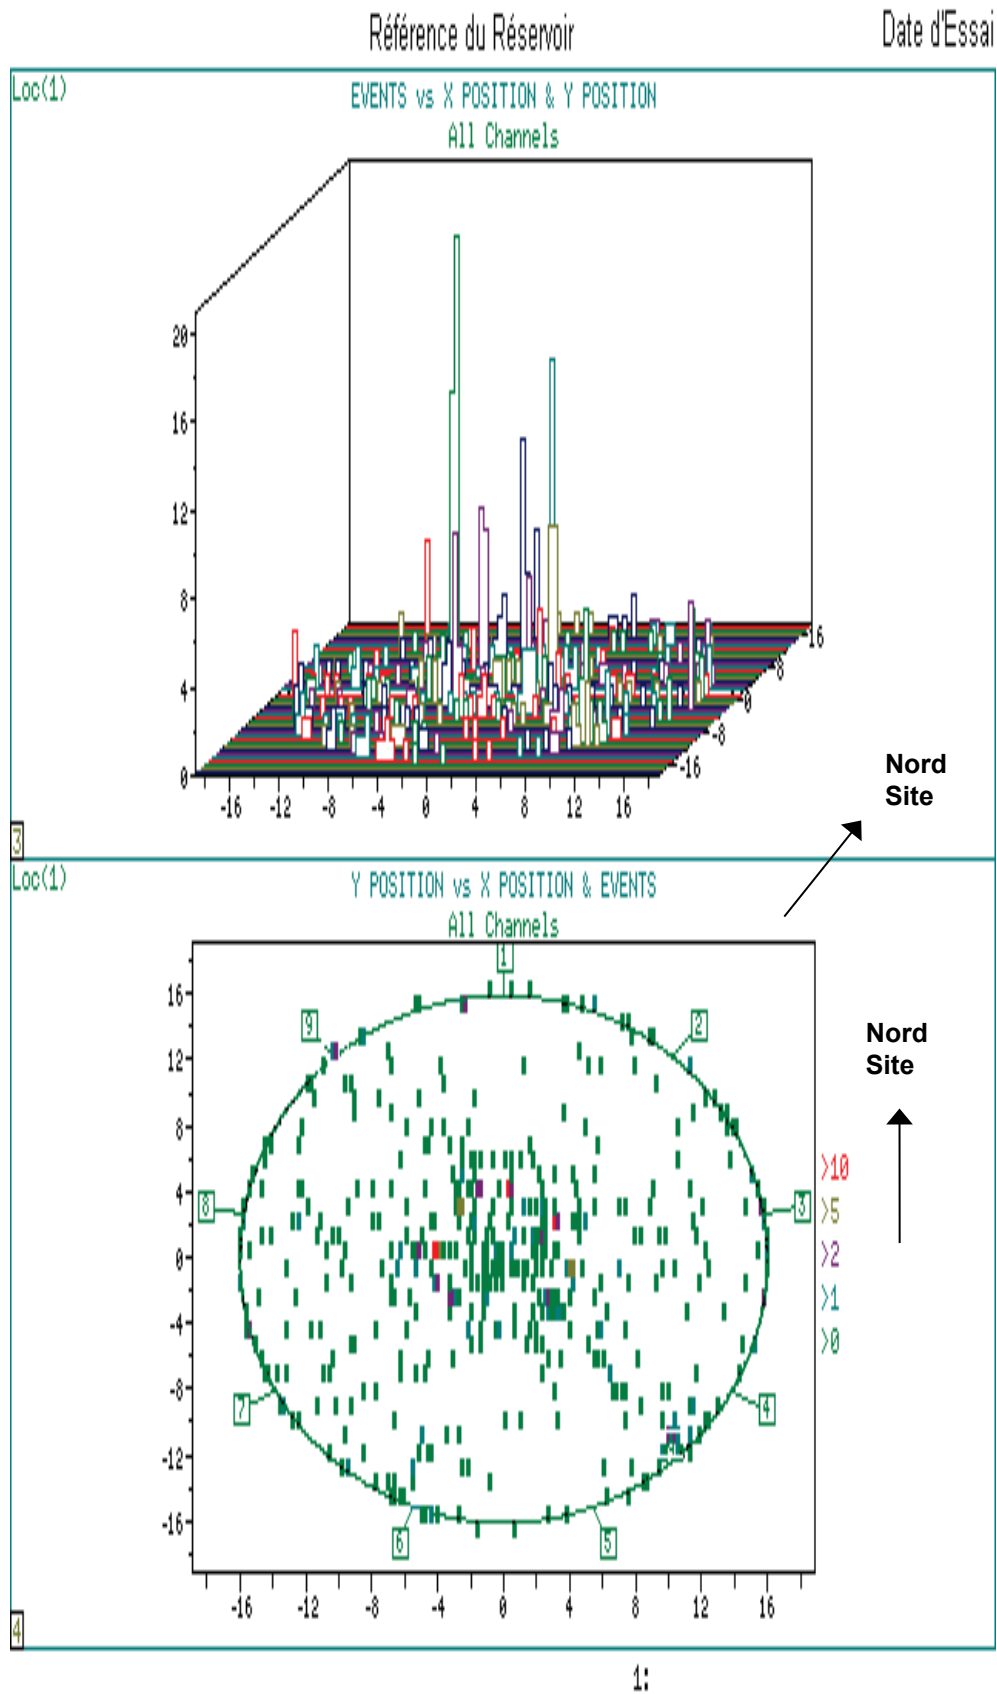 Référence du Réservoir
Date d'Essai
Loc(1)
EVENTS vs X POSITION & Y POSITION
All Channels
20
16
12
8
4
0
-16 -12 -8 -4 0 4 8 12 16
16
8
0
-8
-16
Nord
Site
3
Loc(1)
Y POSITION vs X POSITION & EVENTS
All Channels
16
12
8
4
0
-4
-8
-12
-16
1
2
3
4
5
6
7
8
9
Nord
Site
>10
>5
>2
>1
>0
-16 -12 -8 -4 0 4 8 12 16
4
1: